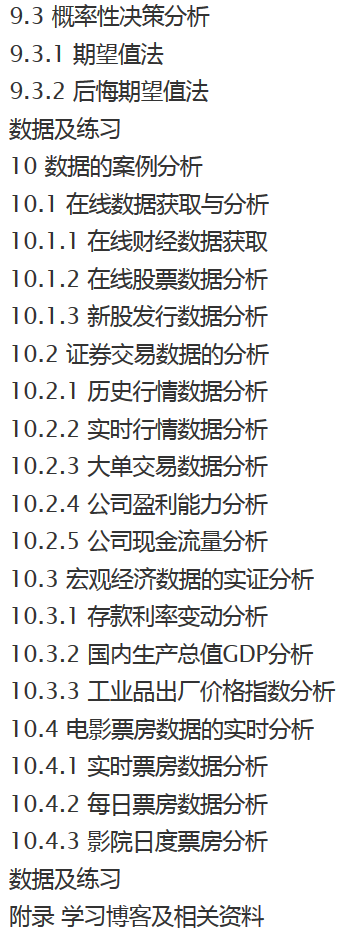 9.3 概率性决策分析
9.3.1 期望值法
9.3.2 后悔期望值法
数据及练习
10 数据的案例分析
10.1 在线数据获取与分析
10.1.1 在线财经数据获取
10.1.2 在线股票数据分析
10.1.3 新股发行数据分析
10.2 证券交易数据的分析
10.2.1 历史行情数据分析
10.2.2 实时行情数据分析
10.2.3 大单交易数据分析
10.2.4 公司盈利能力分析
10.2.5 公司现金流量分析
10.3 宏观经济数据的实证分析
10.3.1 存款利率变动分析
10.3.2 国内生产总值GDP分析
10.3.3 工业品出厂价格指数分析
10.4 电影票房数据的实时分析
10.4.1 实时票房数据分析
10.4.2 每日票房数据分析
10.4.3 影院日度票房分析
数据及练习
附录 学习博客及相关资料